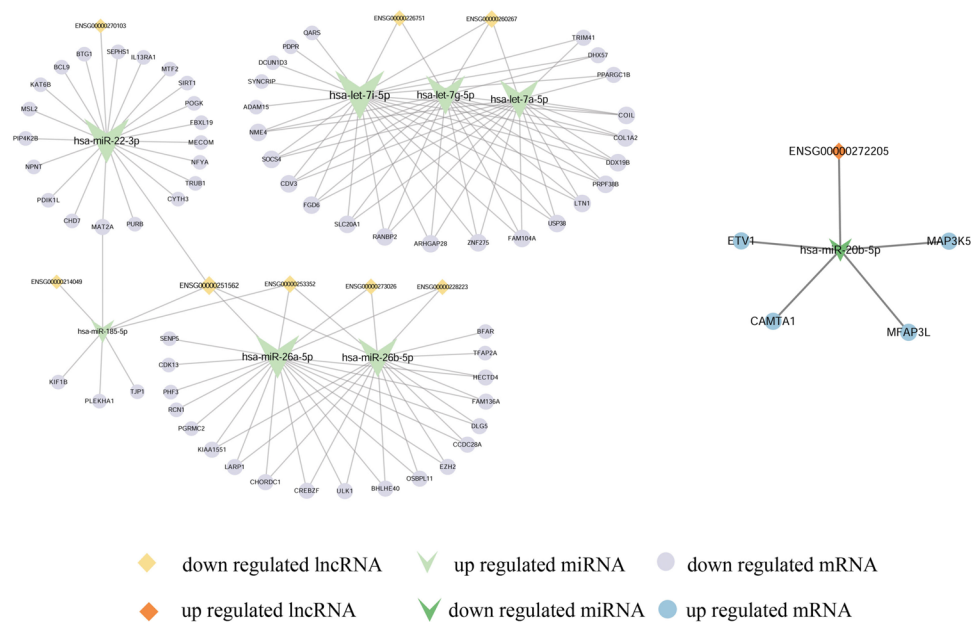 ENSG00000270103
BTG1
SEPHS1
IL13RA1
BCL9
MTF2
KAT6B
SIRT1
MSL2
POGK
FBXL19
PIP4K2B
hsa-miR-22-3p
MECOM
NPNT
NFYA
TRUB1
PDIK1L
CYTH3
CHD7
MAT2A
PURB
ENSG00000226751
ENSG00000260267
QARS
TRIM41
PDPR
DHX57
DCUN1D3
PPARGC1B
SYNCRIP
hsa-let-7i-5p
hsa-let-7g-5p
hsa-let-7a-5p
ADAM15
COIL
NME4
COL1A2
SOCS4
DDX19B
CDV3
PRPF38B
FGD6
LTN1
SLC20A1
USP38
RANBP2
ARHGAP28
ZNF275
FAM104A
ENSG00000272205
ETV1
hsa-miR-20b-5p
MAP3K5
CAMTA1
MFAP3L
ENSG00000214049
ENSG00000251562
ENSG00000253352
ENSG00000273026
ENSG00000228223
hsa-miR-185-5p
KIF1B
PLEKHA1
TJP1
SENP5
BFAR
hsa-miR-26a-5p
hsa-miR-26b-5p
TFAP2A
CDK13
HECTD4
PHF3
FAM136A
RCN1
PGRMC2
DLG5
KIAA1551
CCDC28A
LARP1
EZH2
CHORDC1
OSBPL11
CREBZF
ULK1
BHLHE40
down regulated lncRNA
up regulated miRNA
down regulated mRNA
up regulated lncRNA
down regulated miRNA
up regulated mRNA